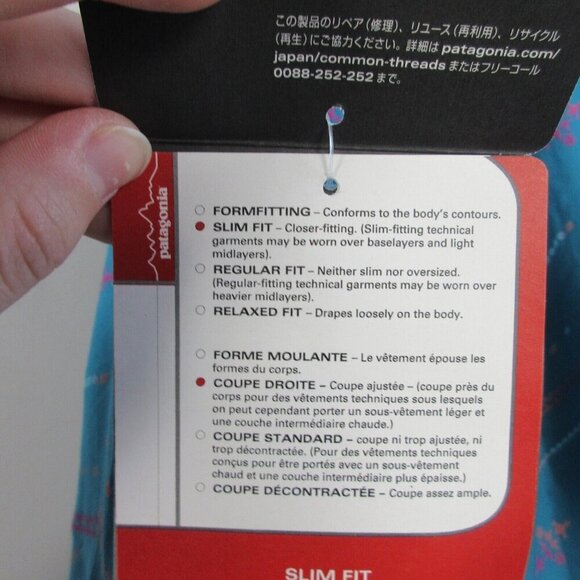 この製品のリペア(修理)、リユース(再利用)、リサイクル
(再生)にご協力ください。詳細は patagonia.com/
japan/common-threads またはフリーコール
0088-252-252 まで。
patagonia
FORMFITTING – Conforms to the body's contours.
SLIM FIT – Closer-fitting. (Slim-fitting technical
garments may be worn over baselayers and light
midlayers).
REGULAR FIT – Neither slim nor oversized.
(Regular-fitting technical garments may be worn over
heavier midlayers).
RELAXED FIT – Drapes loosely on the body.
FORME MOULANTE – Le vêtement épouse les
formes du corps.
COUPE DROITE – Coupe ajustée – (coupe près du
corps pour des vêtements techniques sous lesquels
on peut cependant porter un sous-vêtement léger et
une couche intermédiaire chaude.)
COUPE STANDARD – coupe ni trop ajustée, ni
trop décontractée. (Pour des vêtements techniques
conçus pour être portés avec un sous-vêtement
chaud et une couche intermédiaire plus épaisse.)
COUPE DÉCONTRACTÉE – Coupe assez ample.
SLIM FIT